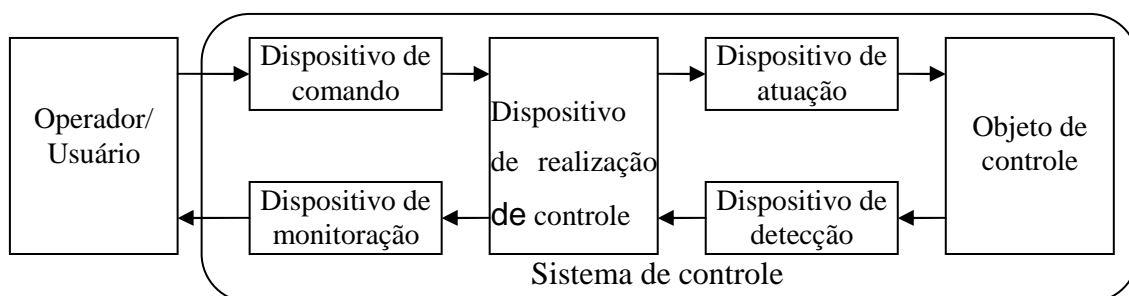 Operador/
Usuário
Dispositivo de
comando
Dispositivo de
monitoração
Dispositivo
de realização
de controle
Dispositivo de
atuação
Dispositivo de
detecção
Objeto de
controle
Sistema de controle